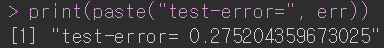 > print(paste("test-error=", err))
[1] "test-error= 0.275204359673025"